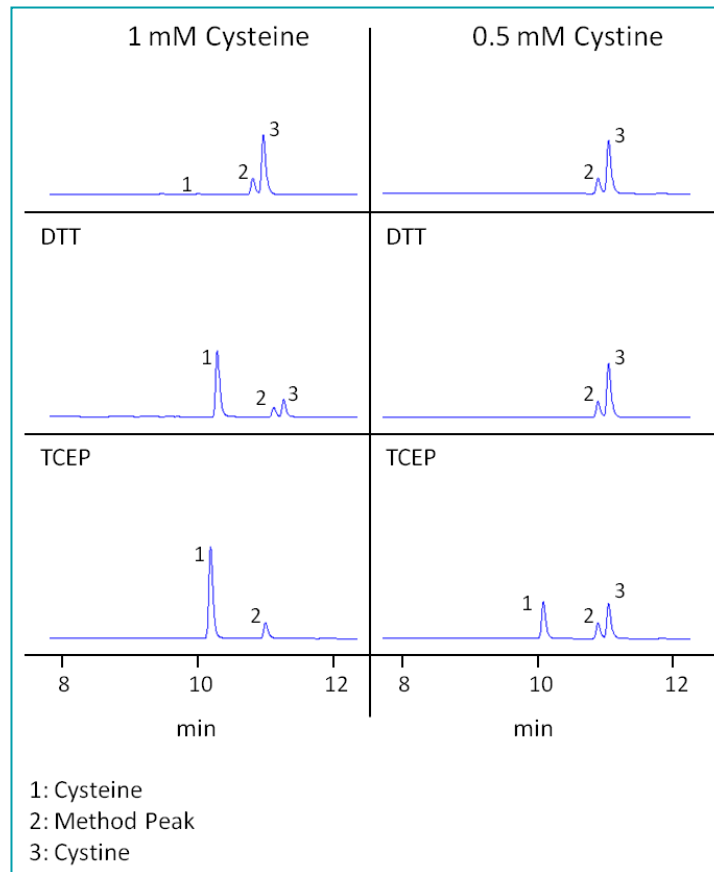 1 mM Cysteine
0.5 mM Cystine
1
2
3
2
3
DTT
DTT
1
2
3
2
3
TCEP
TCEP
1
2
1
2
3
8 10 12
8 10 12
min
min
1: Cysteine
2: Method Peak
3: Cystine